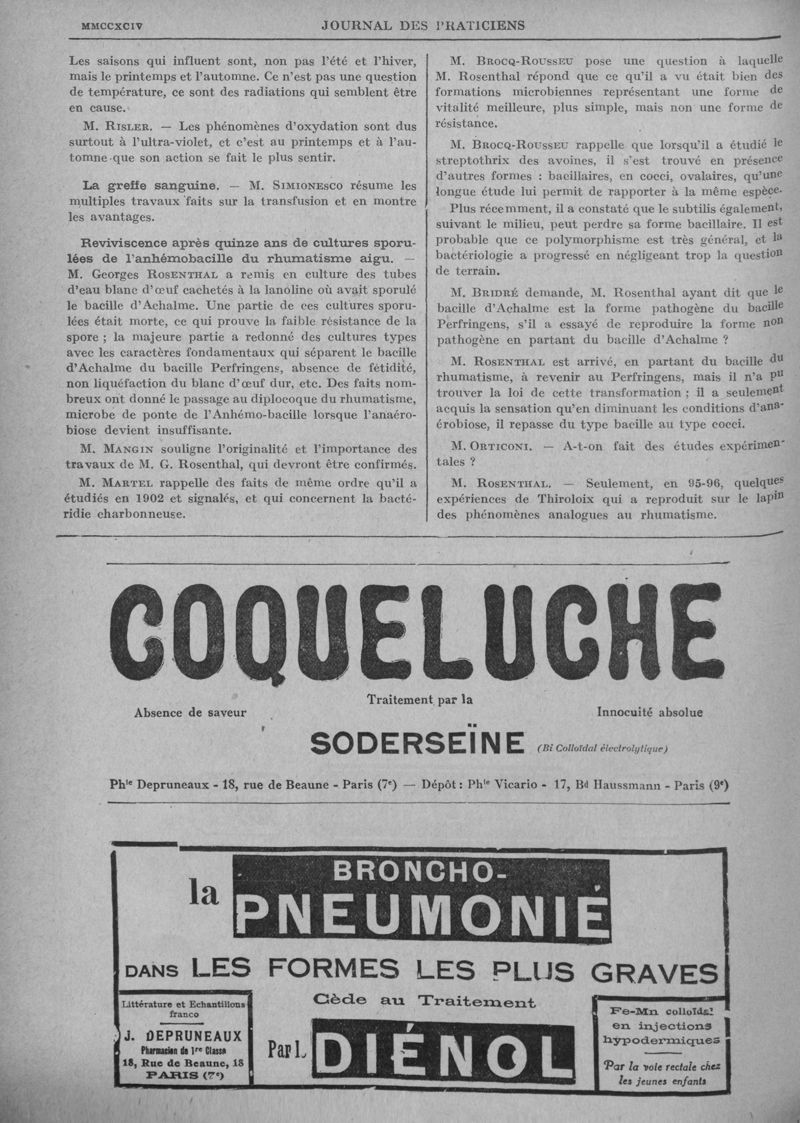 MMCCXCIV
JOURNAL DES PRATICIENS
Les saisons qui influent sont, non pas l'été et l'hiver,
mais le printemps et l'automne. Ce n'est pas une question
de température, ce sont des radiations qui semblent être
en cause.
M. RISLER. — Les phénomènes d'oxydation sont dus
surtout à l'ultra-violet, et c'est au printemps et à l'au-
tomne que son action se fait le plus sentir.
La greffe sanguine. — M. SIMIONESCO résume les
multiples travaux faits sur la transfusion et en montre
les avantages.
Reviviscence après quinze ans de cultures sporu-
lées de l'anhémobacille du rhumatisme aigu. —
M. Georges ROSENTHAL a remis en culture des tubes
d'eau blanc d'œuf cachetés à la lanoline où avait sporulé
le bacille d'Achalme. Une partie de ces cultures sporu-
lées était morte, ce qui prouve la faible résistance de la
spore ; la majeure partie a redonné des cultures types
avec les caractères fondamentaux qui séparent le bacille
d'Achalme du bacille Perfringens, absence de fétidité,
non liquéfaction du blanc d'œuf dur, etc. Des faits nom-
breux ont donné le passage au diplocoque du rhumatisme,
microbe de ponte de l'Anhémo-bacille lorsque l'anaéro-
biose devient insuffisante.
M. MANGIN souligne l'originalité et l'importance des
travaux de M. G. Rosenthal, qui devront être confirmés.
M. MARTEL rappelle des faits de même ordre qu'il a
étudiés en 1902 et signalés, et qui concernent la bacté-
ridie charbonneuse.
M. BROCQ-ROUSSEU pose une question à laquelle
M. Rosenthal répond que ce qu'il a vu était bien des
formations microbiennes représentant une forme de
vitalité meilleure, plus simple, mais non une forme de
résistance.
M. BROCQ-ROUSSEU rappelle que lorsqu'il a étudié le
streptothrix des avoines, il s'est trouvé en présence
d'autres formes : bacillaires, en cocci, ovalaires, qu'une
longue étude lui permit de rapporter à la même espèce.
Plus récemment, il a constaté que le subtilis également,
suivant le milieu, peut perdre sa forme bacillaire. Il est
probable que ce polymorphisme est très général, et la
bactériologie a progressé en négligeant trop la question
de terrain.
M. BRIDRÉ demande, M. Rosenthal ayant dit que le
bacille d'Achalme est la forme pathogène du bacille
Perfringens, s'il a essayé de reproduire la forme non
pathogène en partant du bacille d'Achalme ?
M. ROSENTHAL est arrivé, en partant du bacille du
rhumatisme, à revenir au Perfringens, mais il n'a pu
trouver la loi de cette transformation ; il a seulement
acquis la sensation qu'en diminuant les conditions d'ana-
érobiose, il repasse du type bacille au type cocci.
M. ORTICONI. — A-t-on fait des études expérimen-
tales ?
M. ROSENTHAL. — Seulement, en 95-96, quelques
expériences de Thiroloix qui a reproduit sur le lapin
des phénomènes analogues au rhumatisme.
COQUELUCHE
Traitement par la
Absence de saveur
Innocuité absolue
SODERSEÏNE (Bi Colloïdal électrolytique)
Phie Depruneaux - 18, rue de Beaune - Paris (7e) — Dépôt : Phie Vicario - 17, Bd Haussmann - Paris (9e)
la
BRONCHO-
PNEUMONIE
DANS LES FORMES LES PLUS GRAVES
Cède au Traitement
Par L
DIÉNOL
Littérature et Echantillons
franco
J. DEPRUNEAUX
Pharmacien de 1re Classe
18, Rue de Beaune, 18
PARIS (7e)
Fe-Mn colloïdal
en injections
hypodermiques
Par la voie rectale chez
les jeunes enfants